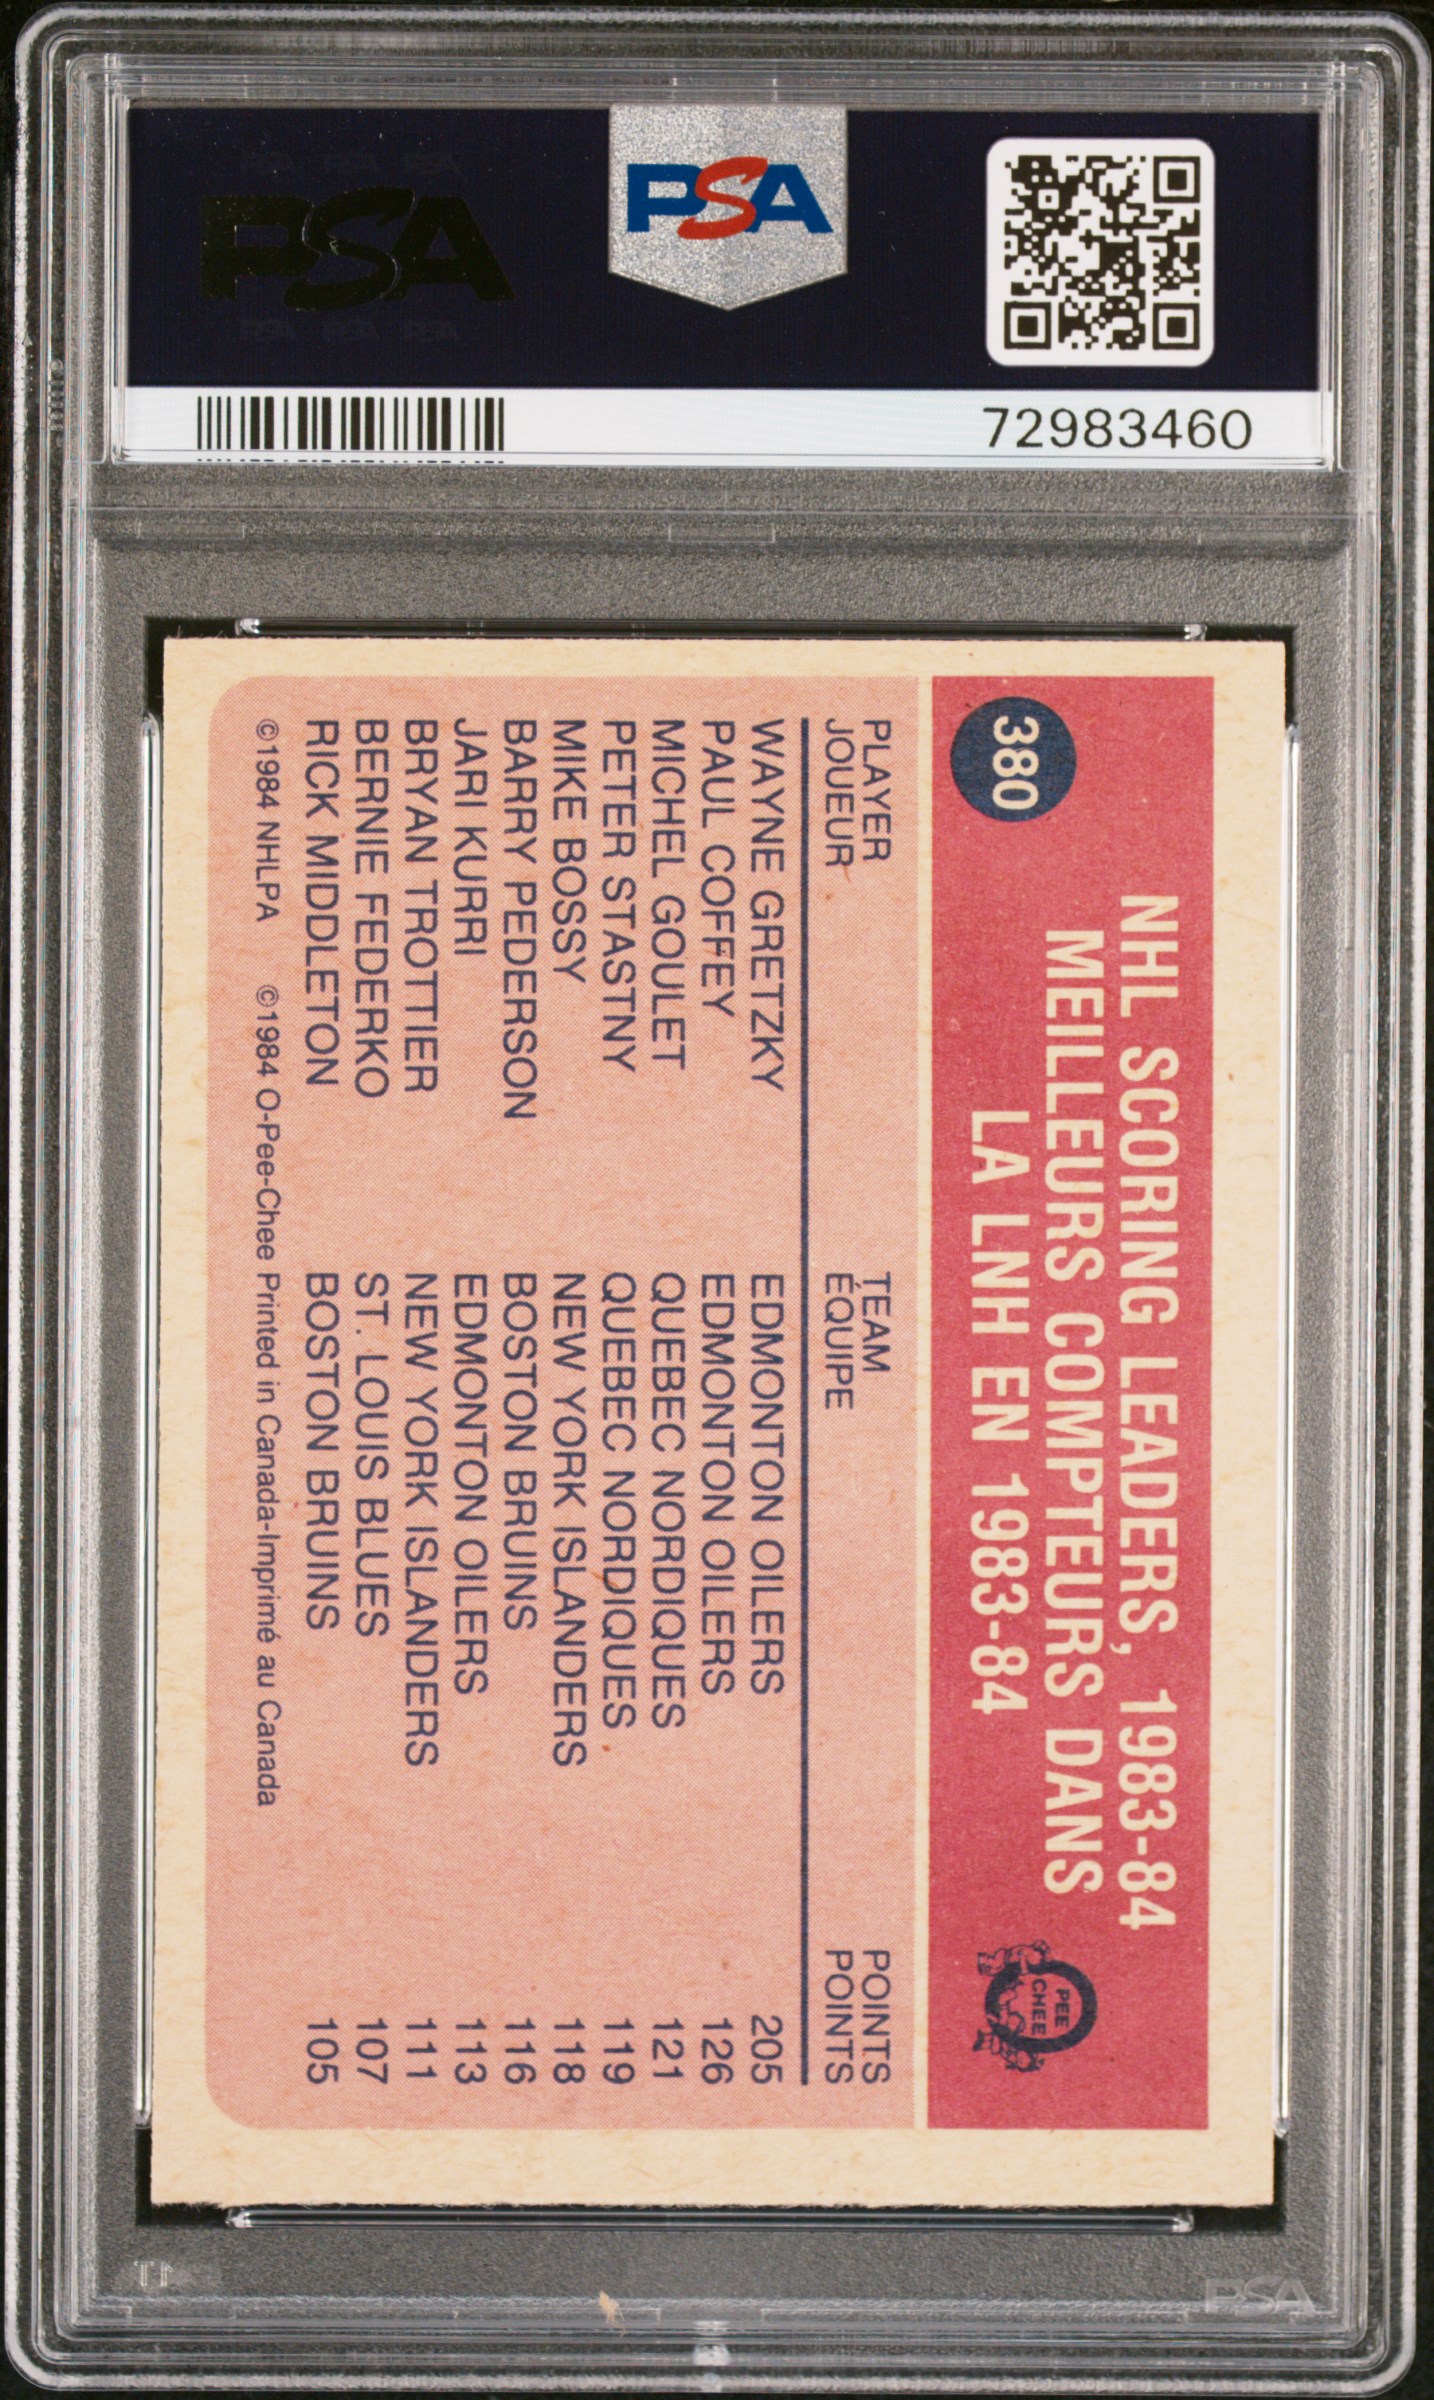 PSA
PSA
72983460
380
NHL SCORING LEADERS, 1983-84
MEILLEURS COMPTEURS DANS
LA LNH EN 1983-84
O
PEE
CHEE
PLAYER TEAM POINTS
JOUEUR ÉQUIPE POINTS
WAYNE GRETZKY EDMONTON OILERS 205
PAUL COFFEY EDMONTON OILERS 126
MICHEL GOULET QUEBEC NORDIQUES 121
PETER STASTNY QUEBEC NORDIQUES 119
MIKE BOSSY NEW YORK ISLANDERS 118
BARRY PEDERSON BOSTON BRUINS 116
JARI KURRI EDMONTON OILERS 113
BRYAN TROTTIER NEW YORK ISLANDERS 111
BERNIE FEDERKO ST. LOUIS BLUES 107
RICK MIDDLETON BOSTON BRUINS 105
©1984 NHLPA ©1984 O-Pee-Chee Printed in Canada-Imprimé au Canada
PSA